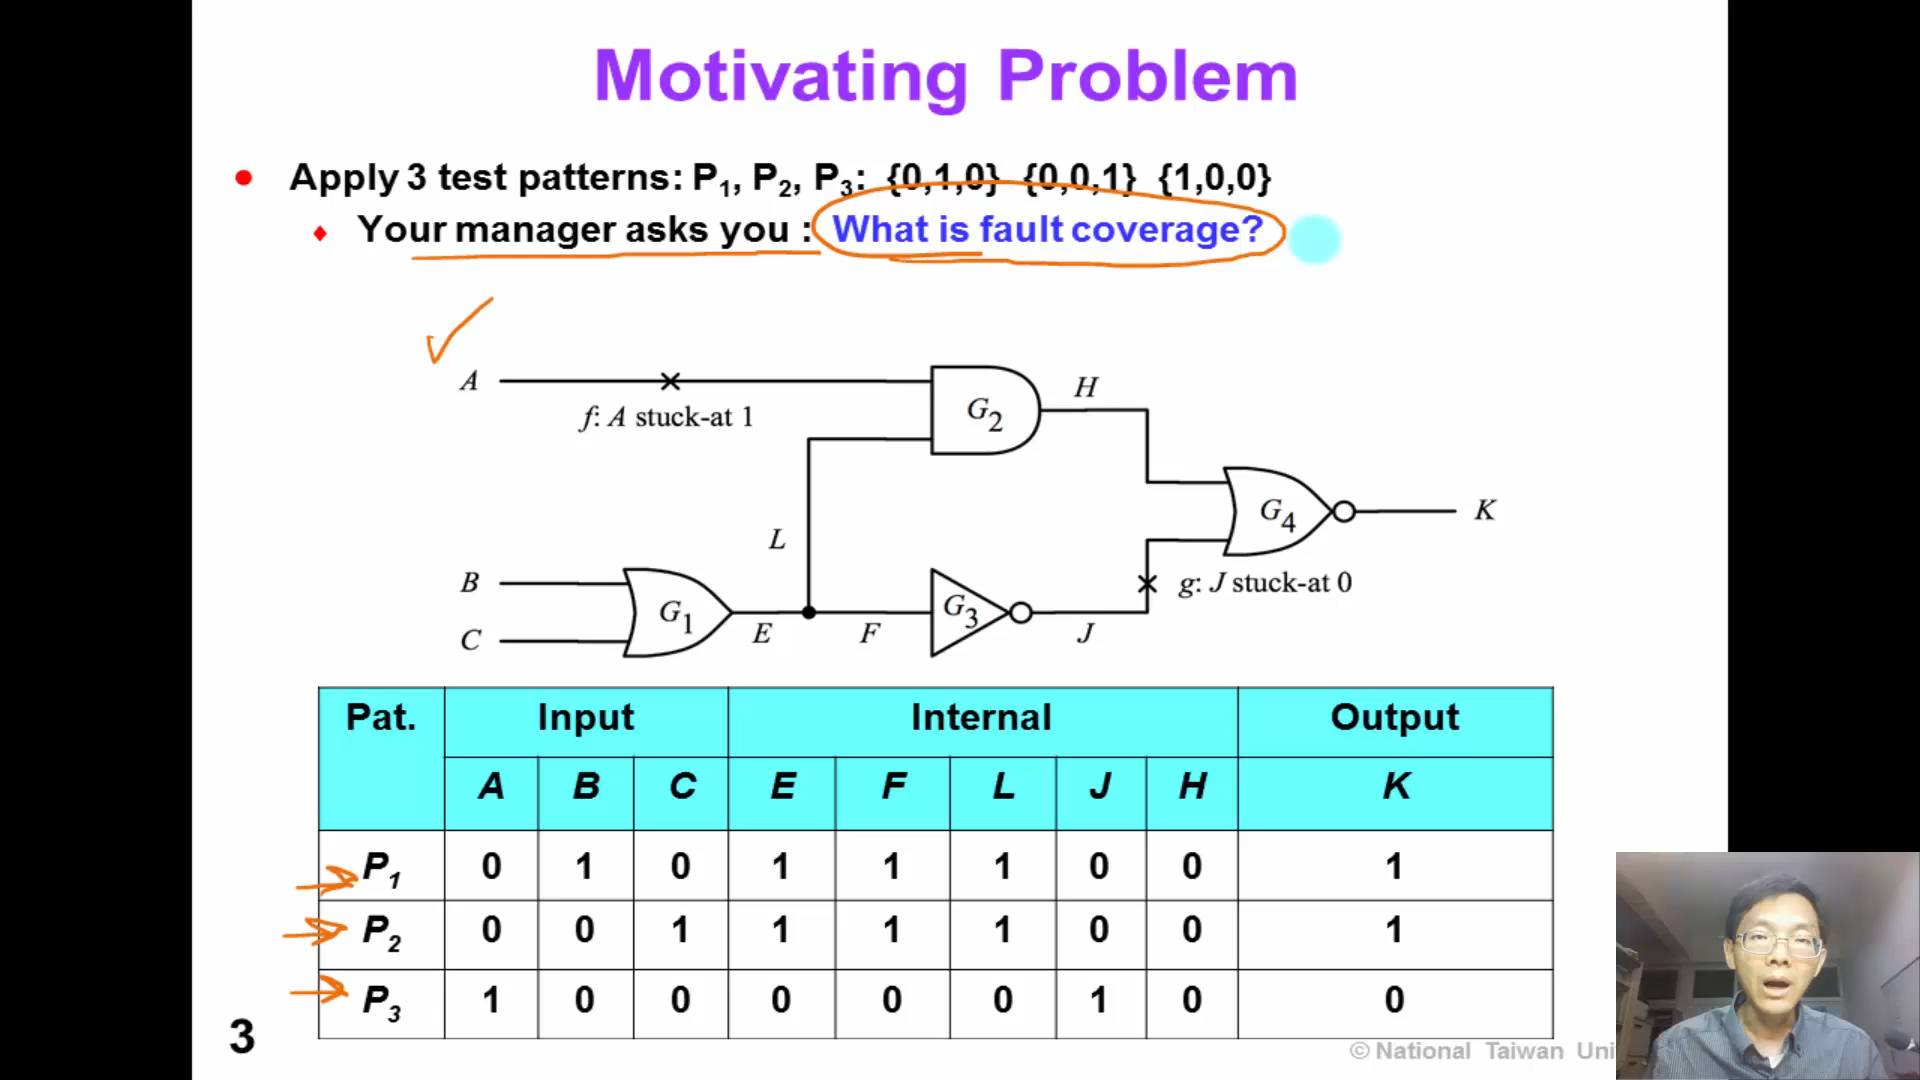 Motivating Problem
Apply 3 test patterns: P1, P2, P3: {0,1,0} {0,0,1} {1,0,0}
Your manager asks you : What is fault coverage?
A
f: A stuck-at 1
G2
H
G4
K
L
B
C
G1
E
F
G3
J
g: J stuck-at 0
Pat. Input Internal Output
A B C E F L J H K
P1 0 1 0 1 1 1 0 0 1
P2 0 0 1 1 1 1 0 0 1
P3 1 0 0 0 0 0 1 0 0
3
© National Taiwan Uni